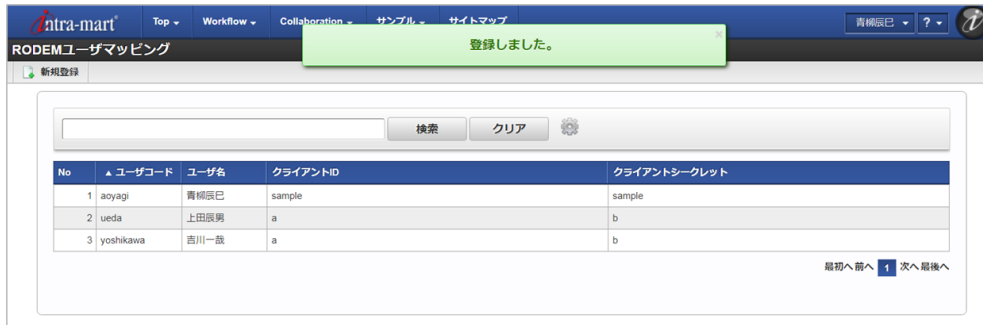 intra-mart Top Workflow Collaboration サンプル サイトマップ 青柳辰巳 ?
登録しました。 ×
RODEMユーザマッピング
新規登録
検索 クリア
No ▲ ユーザコード ユーザ名 クライアントID クライアントシークレット
1 aoyagi 青柳辰巳 sample sample
2 ueda 上田辰男 a b
3 yoshikawa 吉川一哉 a b
最初へ 前へ 1 次へ 最後へ